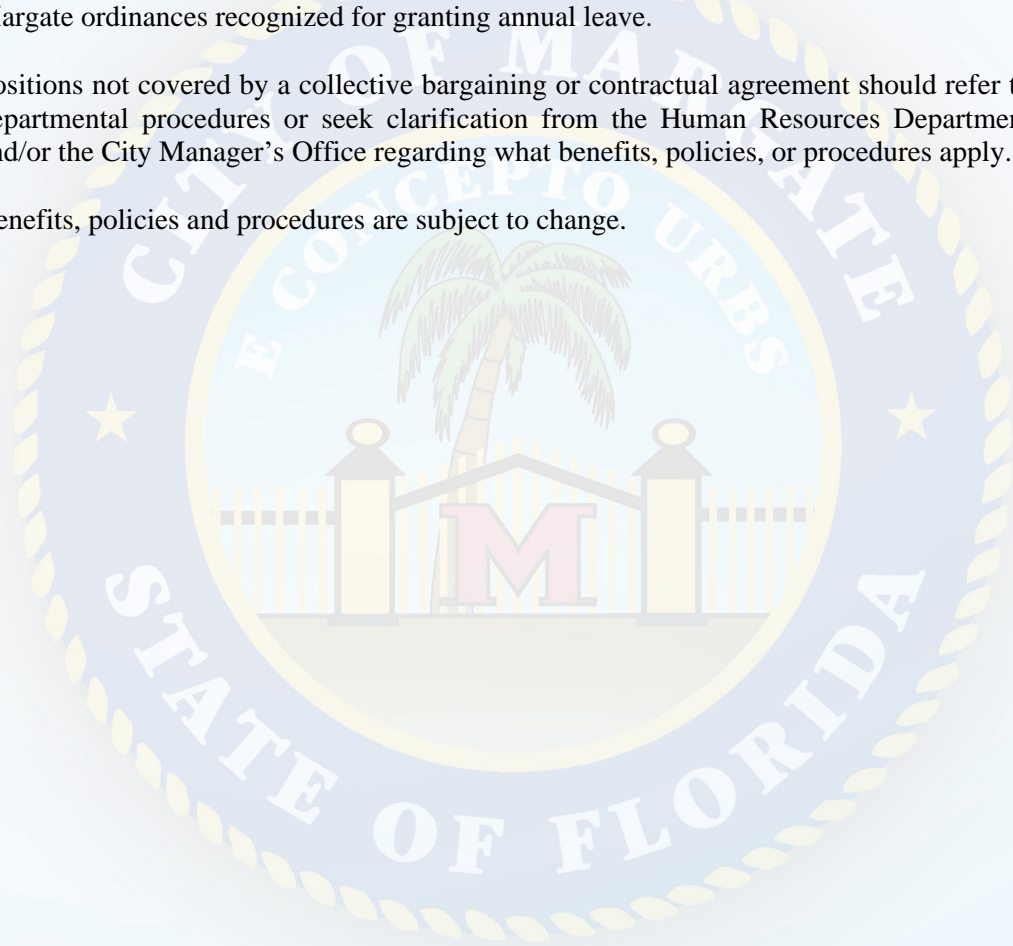 Margate ordinances recognized for granting annual leave.
ositions not covered by a collective bargaining or contractual agreement should refer t
epartmental procedures or seek clarification from the Human Resources Departmen
nd/or the City Manager's Office regarding what benefits, policies, or procedures apply.
enefits, policies and procedures are subject to change.
CITY OF MARGATE
E CONCEPTO URBS
M
STATE OF FLORIDA